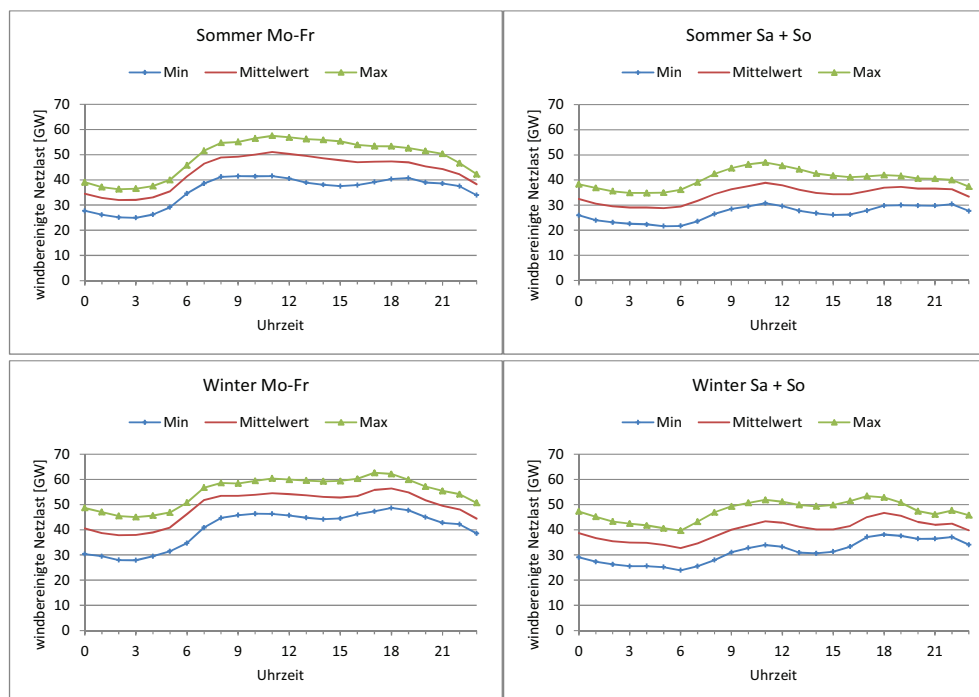 Sommer Mo-Fr
Min Mittelwert Max
windbereinigte Netzlast [GW]
70
60
50
40
30
20
10
0
0 3 6 9 12 15 18 21
Uhrzeit
Sommer Sa + So
Min Mittelwert Max
windbereinigte Netzlast [GW]
70
60
50
40
30
20
10
0
0 3 6 9 12 15 18 21
Uhrzeit
Winter Mo-Fr
Min Mittelwert Max
windbereinigte Netzlast [GW]
70
60
50
40
30
20
10
0
0 3 6 9 12 15 18 21
Uhrzeit
Winter Sa + So
Min Mittelwert Max
windbereinigte Netzlast [GW]
70
60
50
40
30
20
10
0
0 3 6 9 12 15 18 21
Uhrzeit